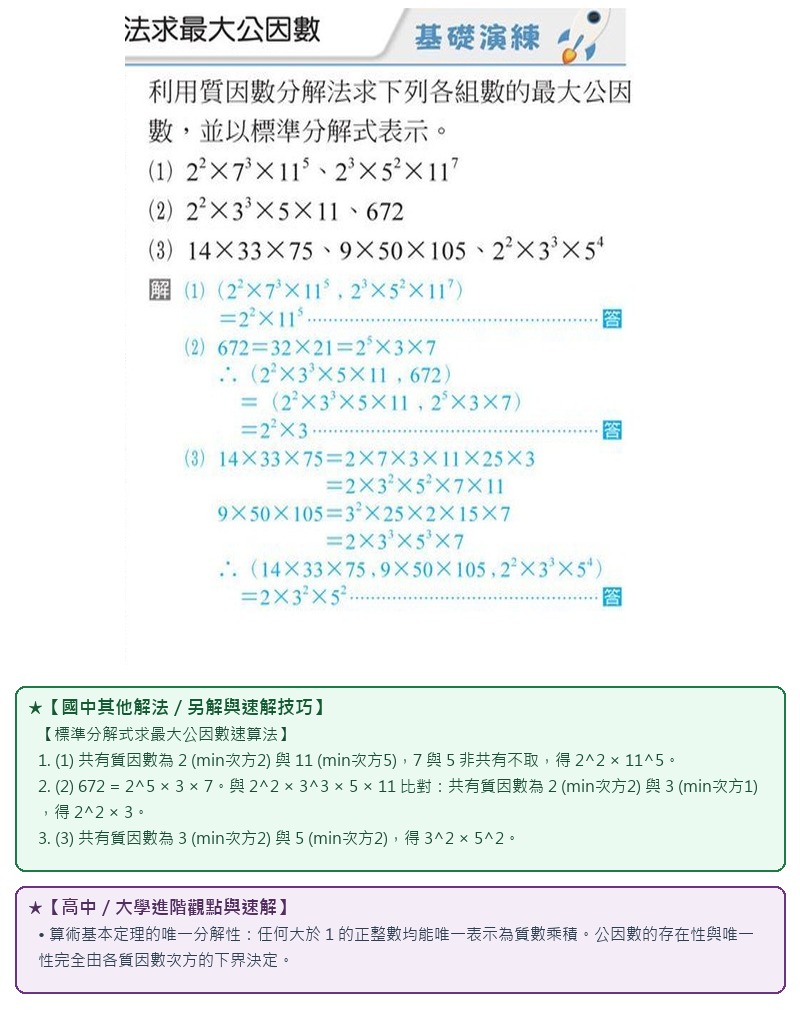 法求最大公因數
基礎演練
利用質因數分解法求下列各組數的最大公因
數，並以標準分解式表示。
⑴ 2²×7³×11⁵、2³×5²×11⁷
⑵ 2²×3³×5×11、672
⑶ 14×33×75、9×50×105、2²×3³×5⁴
解 ⑴ (2²×7³×11⁵ , 2³×5²×11⁷)
=2²×11⁵……………………………………答
⑵ 672=32×21=2⁵×3×7
∴ (2²×3³×5×11 , 672)
= (2²×3³×5×11 , 2⁵×3×7)
=2²×3……………………………………答
⑶ 14×33×75=2×7×3×11×25×3
=2×3²×5²×7×11
9×50×105=3²×25×2×15×7
=2×3³×5³×7
∴ (14×33×75 , 9×50×105 , 2²×3³×5⁴)
=2×3²×5²……………………………………答
★【國中其他解法 / 另解與速解技巧】
【標準分解式求最大公因數速算法】
1. (1) 共有質因數為 2 (min次方2) 與 11 (min次方5)，7 與 5 非共有不取，得 2^2 × 11^5。
2. (2) 672 = 2^5 × 3 × 7。與 2^2 × 3^3 × 5 × 11 比對：共有質因數為 2 (min次方2) 與 3 (min次方1)
，得 2^2 × 3。
3. (3) 共有質因數為 3 (min次方2) 與 5 (min次方2)，得 3^2 × 5^2。
★【高中 / 大學進階觀點與速解】
• 算術基本定理的唯一分解性：任何大於 1 的正整數均能唯一表示為質數乘積。公因數的存在性與唯一
性完全由各質因數次方的下界決定。